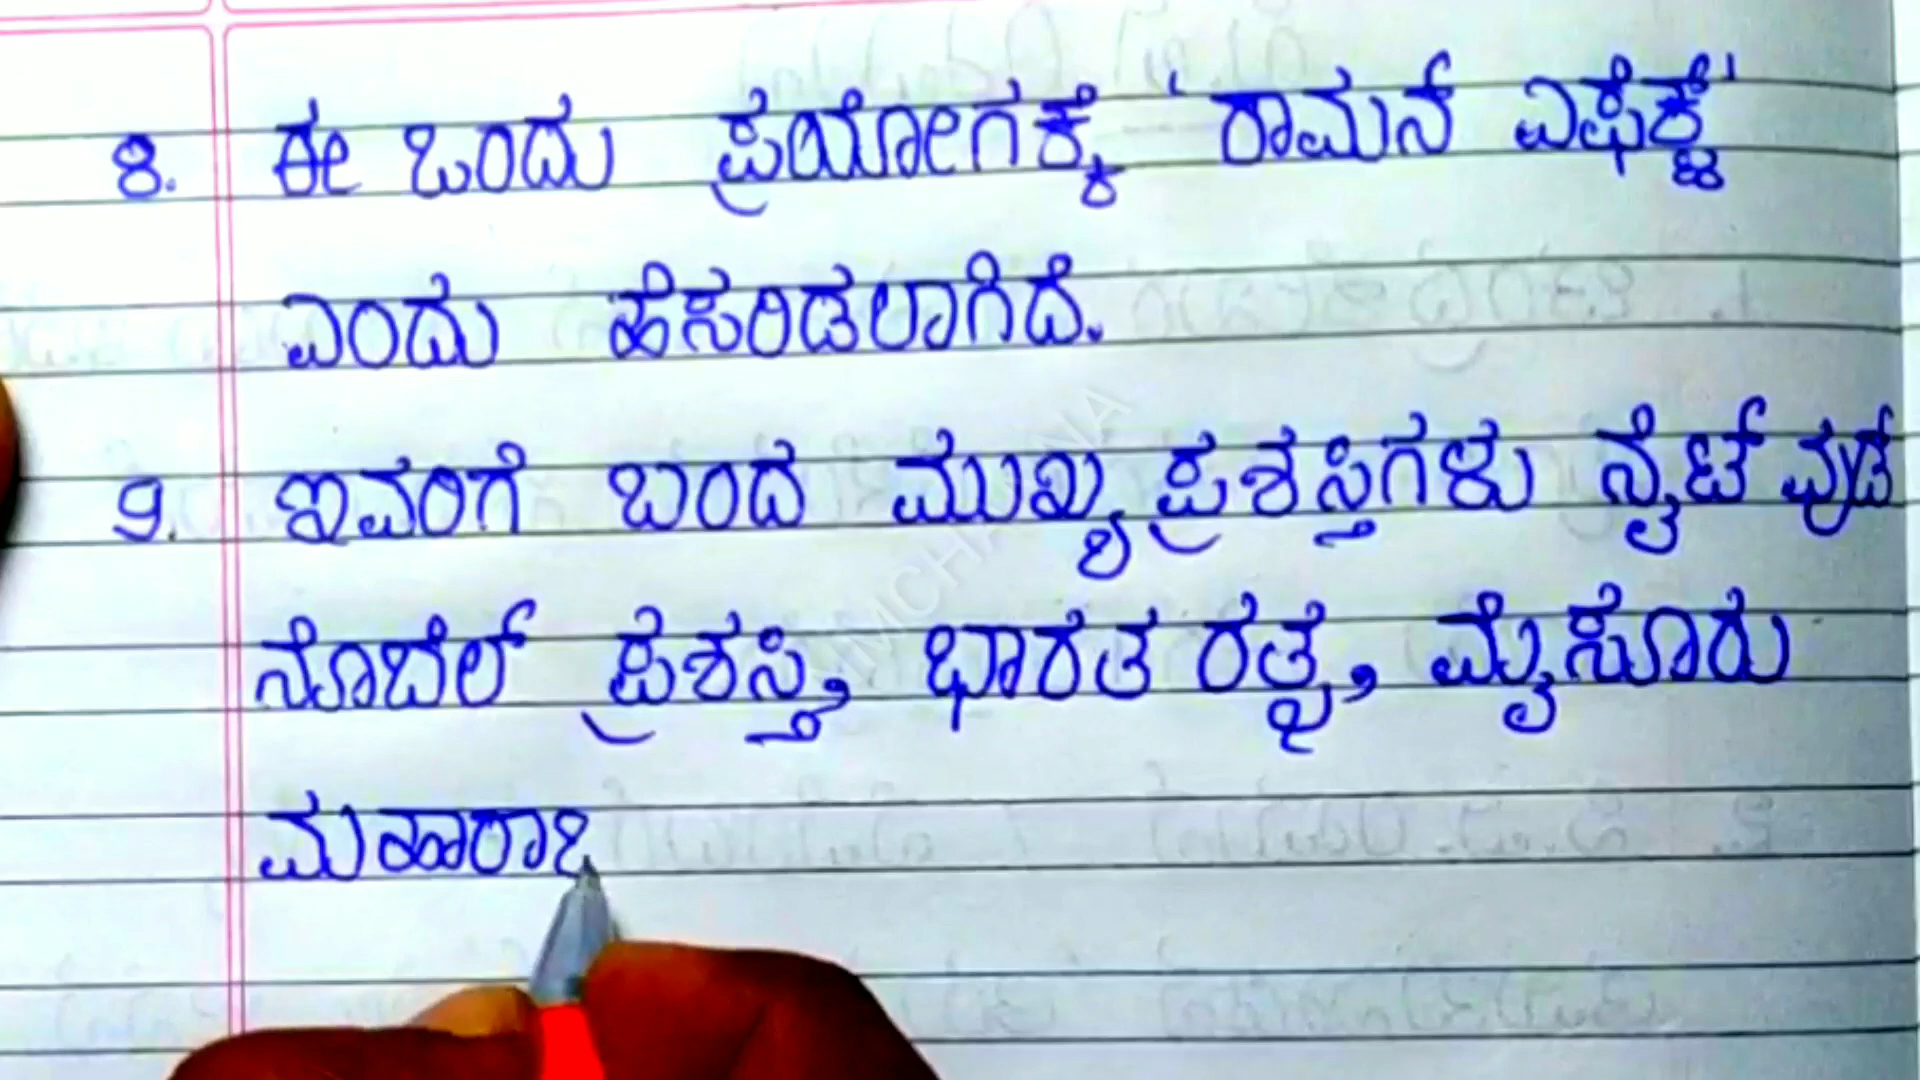 8. ಈ ಒಂದು ಪ್ರಯೋಗಕ್ಕೆ 'ರಾಮನ್ ಎಫೆಕ್ಟ್'
ಎಂದು ಹೆಸರಿಡಲಾಗಿದೆ.
9. ಇವರಿಗೆ ಬಂದ ಮುಖ್ಯ ಪ್ರಶಸ್ತಿಗಳು ನೈಟ್ ವುಡ್
ನೊಬೆಲ್ ಪ್ರಶಸ್ತಿ, ಭಾರತ ರತ್ನ, ಮೈಸೂರು
ಮಹಾರಾ